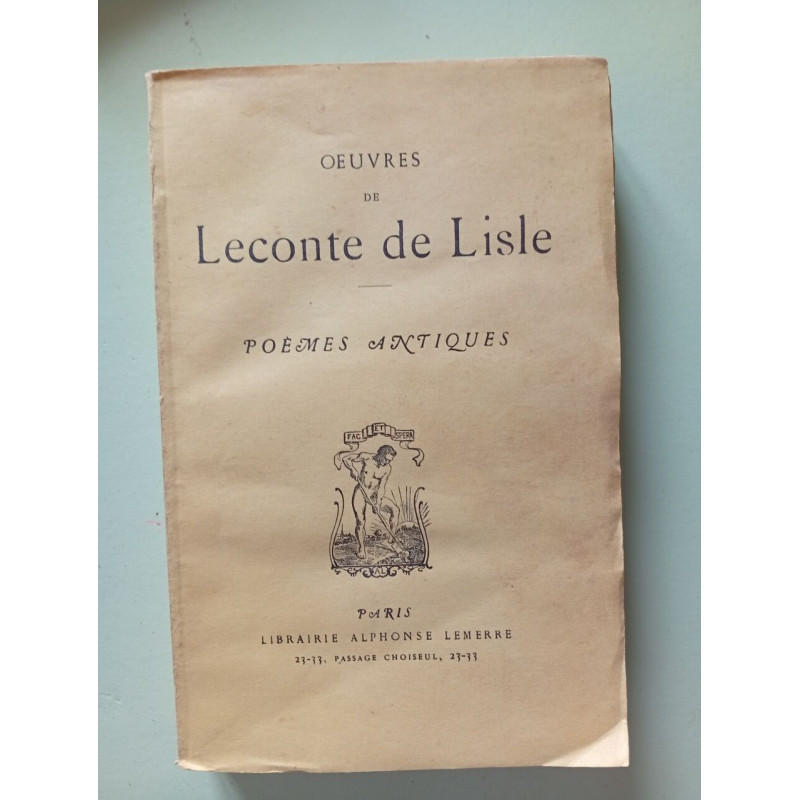 OEUVRES
DE
Leconte de Lisle
POÈMES ANTIQUES
FAC ET SPERA
AL
PARIS
LIBRAIRIE ALPHONSE LEMERRE
23-33, PASSAGE CHOISEUL, 23-33